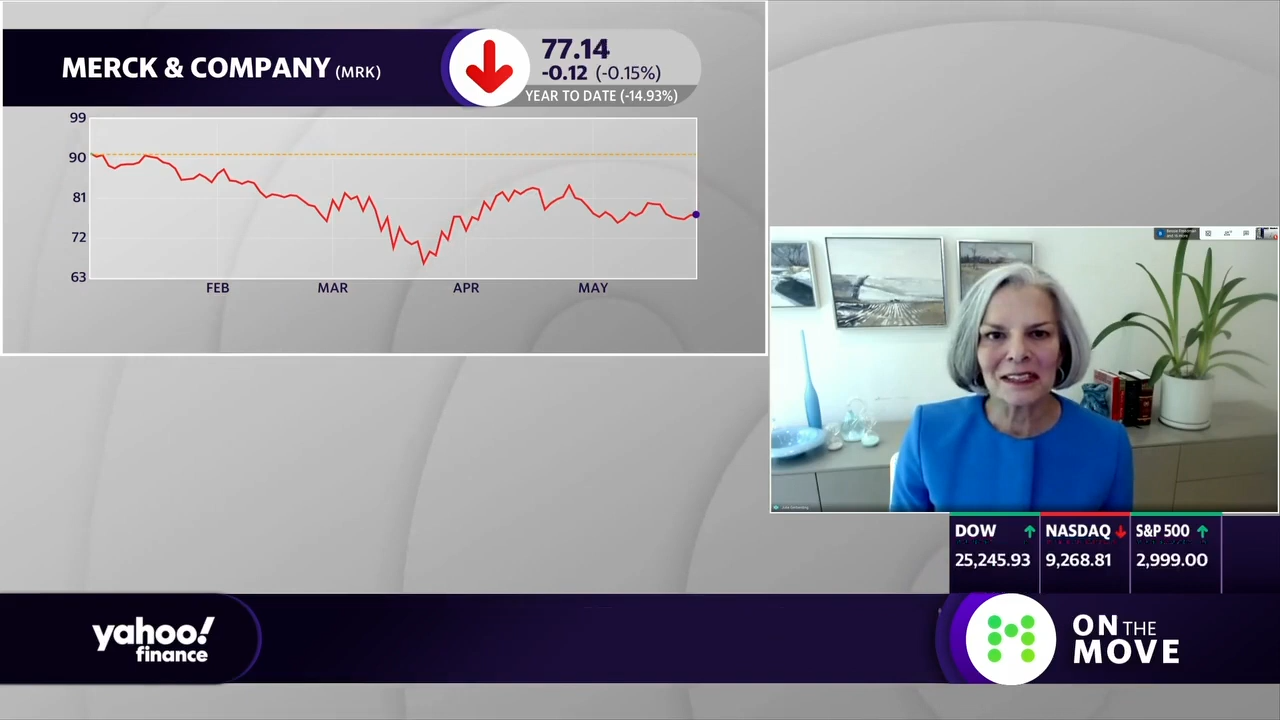 MERCK & COMPANY (MRK)
77.14
-0.12 (-0.15%)
YEAR TO DATE (-14.93%)
99
90
81
72
63
FEB MAR APR MAY
DOW NASDAQ S&P 500
25,245.93 9,268.81 2,999.00
yahoo!
finance
ON THE
MOVE